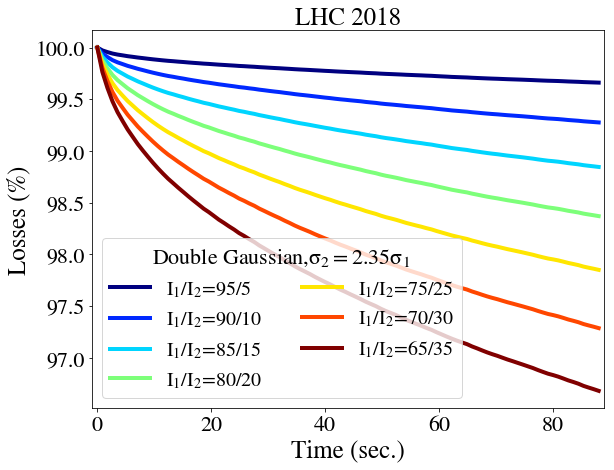 LHC 2018
Losses (%)
100.0
99.5
99.0
98.5
98.0
97.5
97.0
Double Gaussian,σ₂ = 2.35σ₁
I₁/I₂=95/5
I₁/I₂=90/10
I₁/I₂=85/15
I₁/I₂=80/20
I₁/I₂=75/25
I₁/I₂=70/30
I₁/I₂=65/35
0 20 40 60 80
Time (sec.)